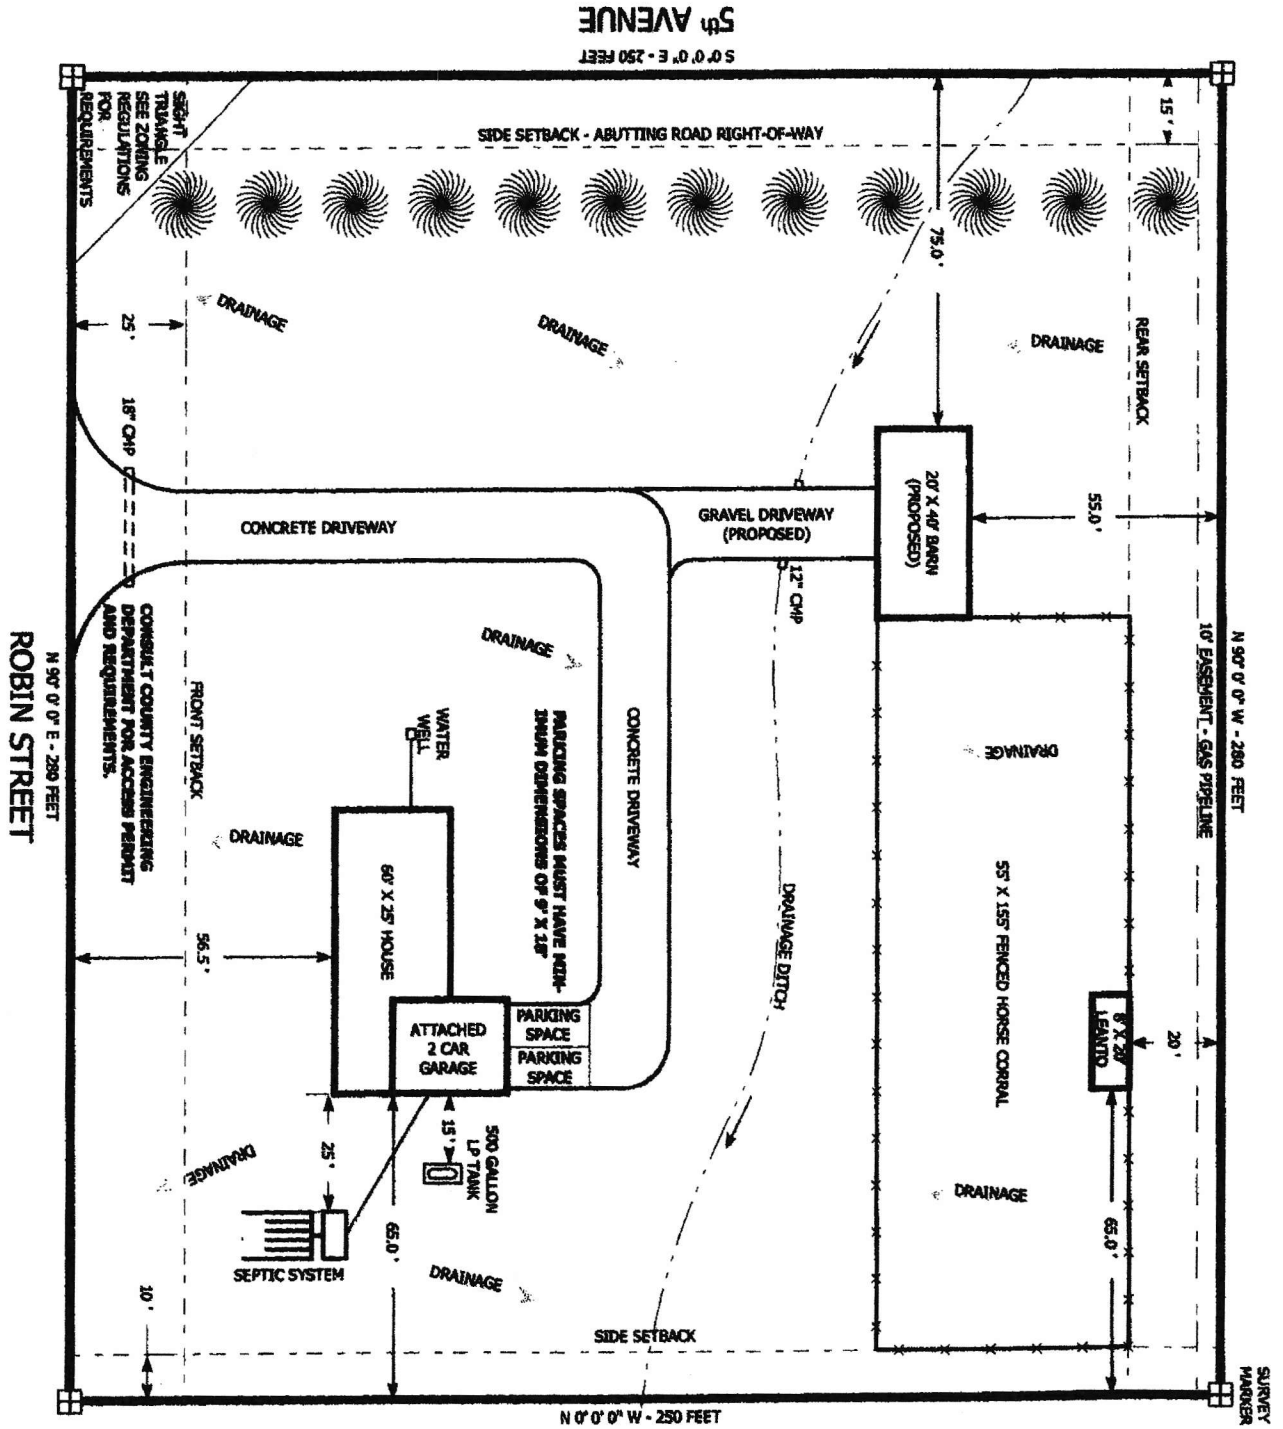 5th AVENUE
S 0° 0' 0" E - 250 FEET
SIGHT
TRIANGLE
SEE ZONING
REGULATIONS
FOR
REQUIREMENTS
SIDE SETBACK - ABUTTING ROAD RIGHT-OF-WAY
15 '
75.0 '
DRAINAGE
DRAINAGE
DRAINAGE
25 '
REAR SETBACK
18" CMP
CONCRETE DRIVEWAY
GRAVEL DRIVEWAY
(PROPOSED)
20' X 40' BARN
(PROPOSED)
55.0 '
12" CMP
CONSULT COUNTY ENGINEERING
DEPARTMENT FOR ACCESS PERMIT
AND REQUIREMENTS.
DRAINAGE
N 90° 0' 0" W - 280 FEET
10' EASEMENT - GAS PIPELINE
ROBIN STREET
N 90° 0' 0" E - 280 FEET
FRONT SETBACK
WATER
WELL
PARKING SPACES MUST HAVE MIN-
IMUM DIMENSIONS OF 9' X 18'
CONCRETE DRIVEWAY
DRAINAGE
DRAINAGE
60' X 25' HOUSE
DRAINAGE DITCH
55' X 155' FENCED HORSE CORRAL
56.5 '
ATTACHED
2 CAR
GARAGE
PARKING
SPACE
PARKING
SPACE
8' X 20'
LEANTO
20 '
15 '
500 GALLON
LP TANK
25 '
DRAINAGE
DRAINAGE
65.0 '
65.0 '
SEPTIC SYSTEM
DRAINAGE
10 '
SIDE SETBACK
N 0° 0' 0" W - 250 FEET
SURVEY
MARKER